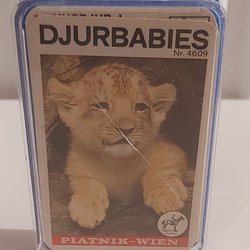 DJURBABIES
Nr. 4609
PIATNIK-WIEN